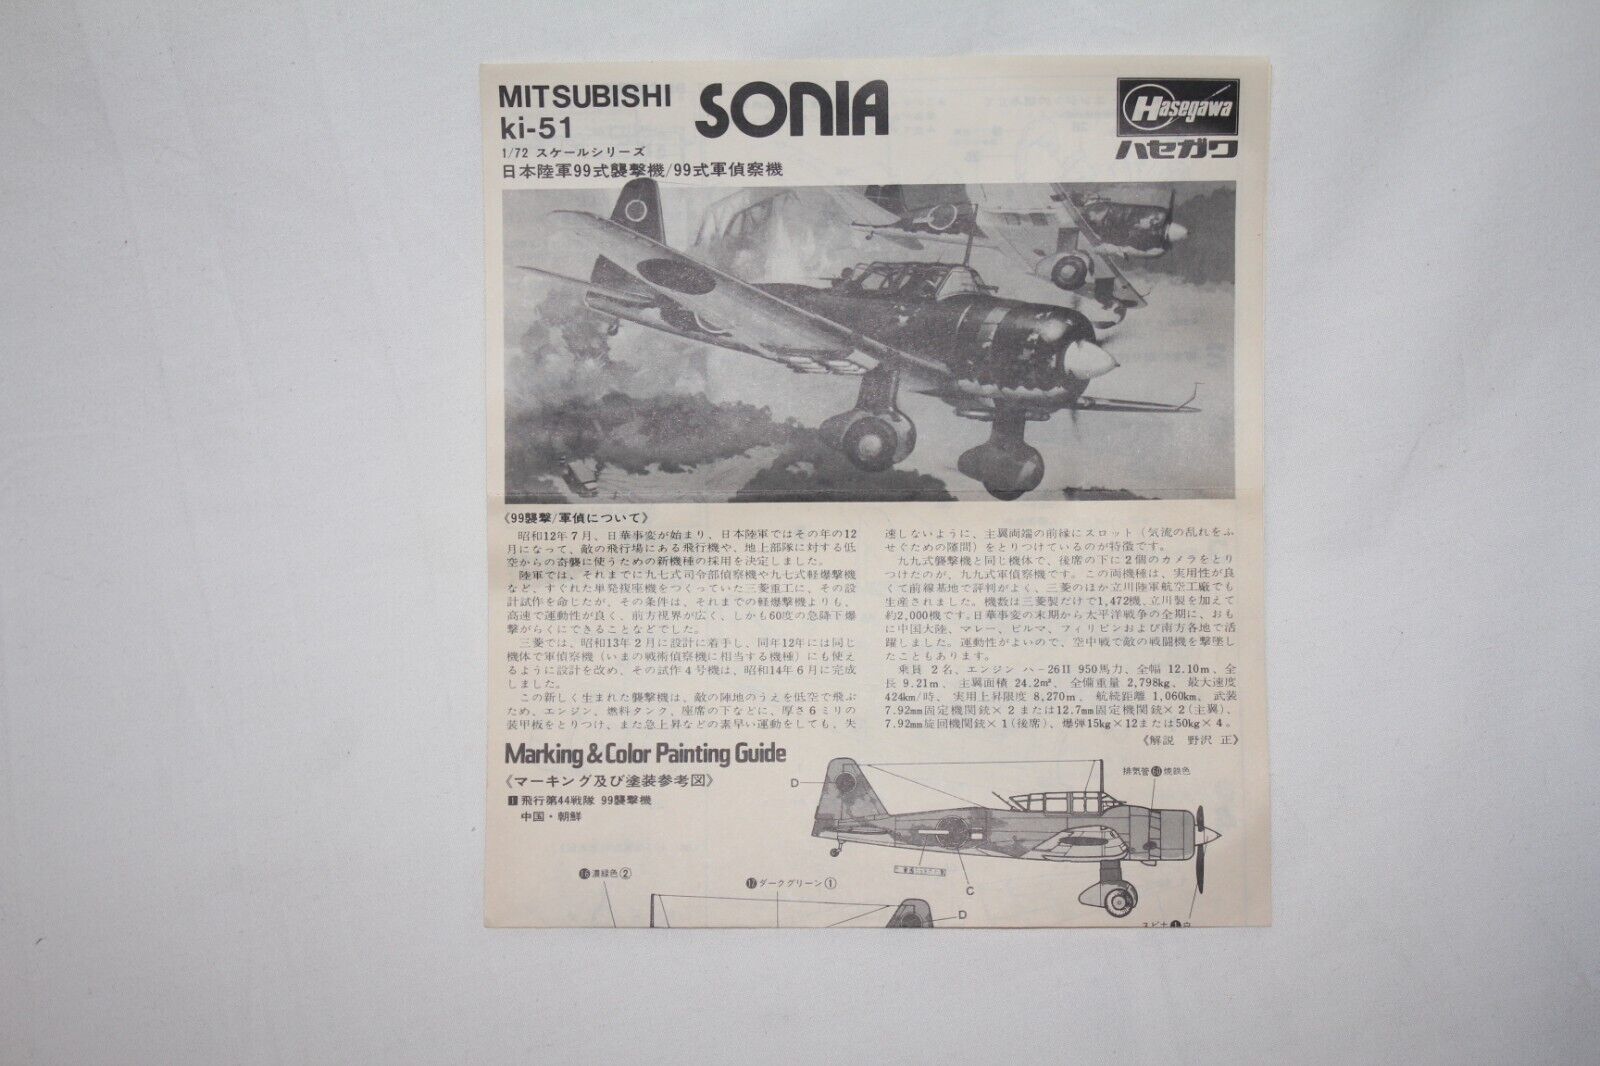 MITSUBISHI
ki-51
SONIA
Hasegawa
ハセガワ
1/72 スケールシリーズ
日本陸軍99式襲撃機/99式軍偵察機
《99襲撃/軍偵について》
昭和12年7月、日華事変が始まり、日本陸軍ではその年の12
月になって、敵の飛行場にある飛行機や、地上部隊に対する低
空からの奇襲に使うための新機種の採用を決定しました。
陸軍では、それまでに九七式司令部偵察機や九七式軽爆撃機
など、すぐれた単発複座機をつくっていた三菱重工に、その設
計試作を命じたが、その条件は、それまでの軽爆撃機よりも、
高速で運動性が良く、前方視界が広く、しかも60度の急降下爆
撃がらくにできることなどでした。
三菱では、昭和13年2月に設計に着手し、同年12年には同じ
機体で軍偵察機（いまの戦術偵察機に相当する機種）にも使え
るように設計を改め、その試作4号機は、昭和14年6月に完成
しました。
この新しく生まれた襲撃機は、敵の陣地のうえを低空で飛ぶ
ため、エンジン、燃料タンク、座席の下などに、厚さ6ミリの
装甲板をとりつけ、また急上昇などの素早い運動をしても、失
速しないように、主翼両端の前縁にスロット（気流の乱れをふ
せぐための隙間）をとりつけているのが特徴です。
九九式襲撃機と同じ機体で、後席の下に2個のカメラをとり
つけたのが、九九式軍偵察機です。この両機種は、実用性が良
くて前線基地で評判がよく、三菱のほか立川陸軍航空工廠でも
生産されました。機数は三菱製だけで1,472機、立川製を加えて
約2,000機です。日華事変の末期から太平洋戦争の全期に、おも
に中国大陸、マレー、ビルマ、フィリピンおよび南方各地で活
躍しました。運動性がよいので、空中戦で敵の戦闘機を撃墜し
たこともあります。
乗員 2名、エンジン ハ-26II 950馬力、全幅 12.10m、全
長 9.21m、主翼面積 24.2m²、全備重量 2,798kg、最大速度
424km/時、実用上昇限度 8,270m、航続距離 1,060km、武装
7.92mm固定機関銃×2または12.7mm固定機関銃×2(主翼)、
7.92mm旋回機関銃×1(後席)、爆弾15kg×12または50kg×4。
《解説 野沢 正》
Marking & Color Painting Guide
《マーキング及び塗装参考図》
1 飛行第44戦隊 99襲撃機
中国・朝鮮
D
排気管60焼鉄色
C
16濃緑色②
17ダークグリーン①
D
スピナ1白